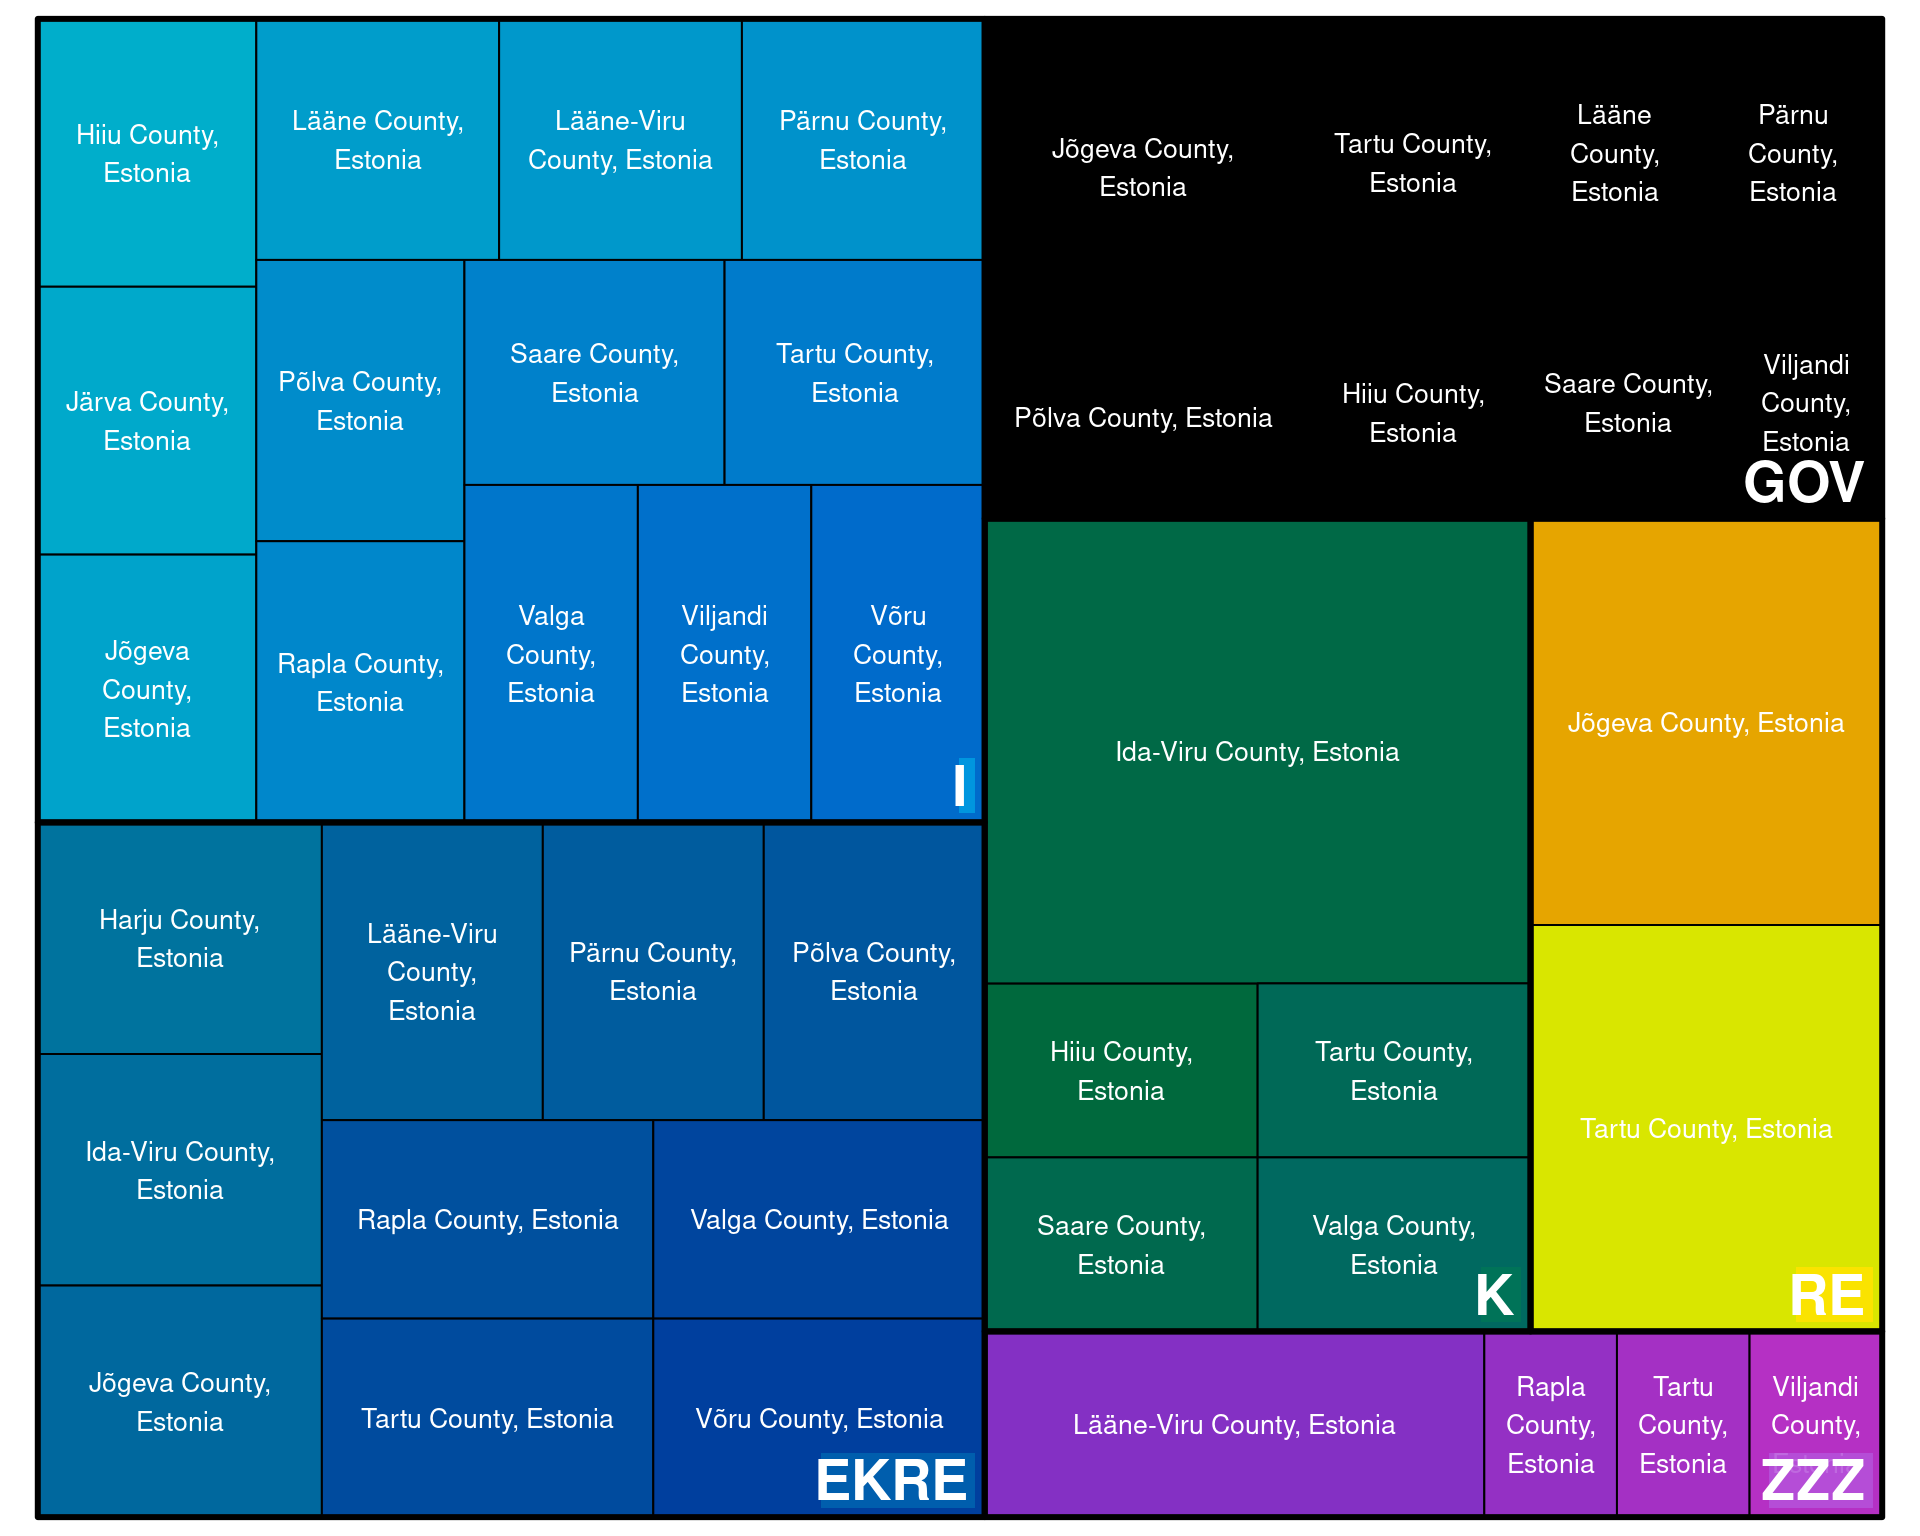 Hiiu County,
Estonia
Järva County,
Estonia
Jõgeva
County,
Estonia
Lääne County,
Estonia
Lääne-Viru
County, Estonia
Pärnu County,
Estonia
Põlva County,
Estonia
Rapla County,
Estonia
Saare County,
Estonia
Tartu County,
Estonia
Valga
County,
Estonia
Viljandi
County,
Estonia
Võru
County,
Estonia
I
Harju County,
Estonia
Ida-Viru County,
Estonia
Jõgeva County,
Estonia
Lääne-Viru
County,
Estonia
Pärnu County,
Estonia
Põlva County,
Estonia
Rapla County, Estonia
Valga County, Estonia
Tartu County, Estonia
Võru County, Estonia
EKRE
Jõgeva County,
Estonia
Tartu County,
Estonia
Lääne
County,
Estonia
Pärnu
County,
Estonia
Põlva County, Estonia
Hiiu County,
Estonia
Saare County,
Estonia
Viljandi
County,
Estonia
GOV
Ida-Viru County, Estonia
Hiiu County,
Estonia
Tartu County,
Estonia
Saare County,
Estonia
Valga County,
Estonia
K
Jõgeva County, Estonia
Tartu County, Estonia
RE
Lääne-Viru County, Estonia
Rapla
County,
Estonia
Tartu
County,
Estonia
Viljandi
County,
ZZZ